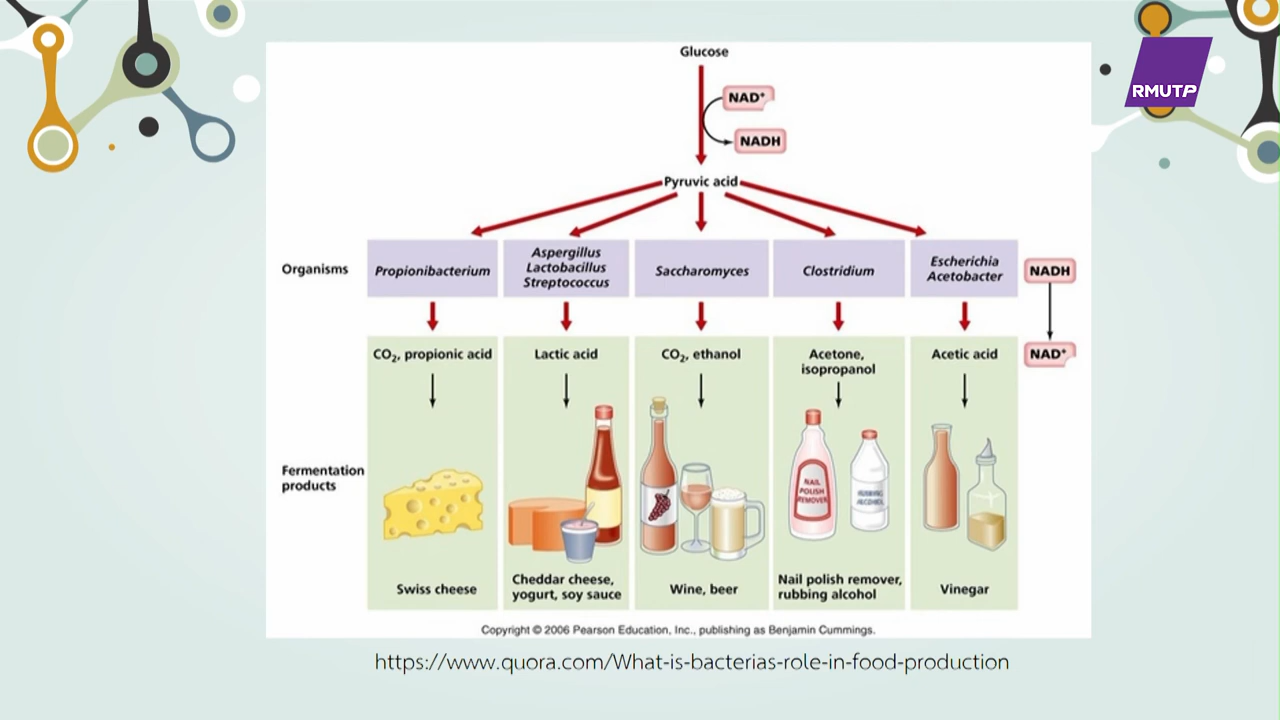 RMUTP
Glucose
NAD⁺
NADH
Pyruvic acid
Organisms
Propionibacterium
Aspergillus
Lactobacillus
Streptococcus
Saccharomyces
Clostridium
Escherichia
Acetobacter
NADH
CO₂, propionic acid
Lactic acid
CO₂, ethanol
Acetone,
isopropanol
Acetic acid
NAD⁺
Fermentation
products
NAIL
POLISH
REMOVER
RUBBING
ALCOHOL
Swiss cheese
Cheddar cheese,
yogurt, soy sauce
Wine, beer
Nail polish remover,
rubbing alcohol
Vinegar
Copyright © 2006 Pearson Education, Inc., publishing as Benjamin Cummings.
https://www.quora.com/What-is-bacterias-role-in-food-production